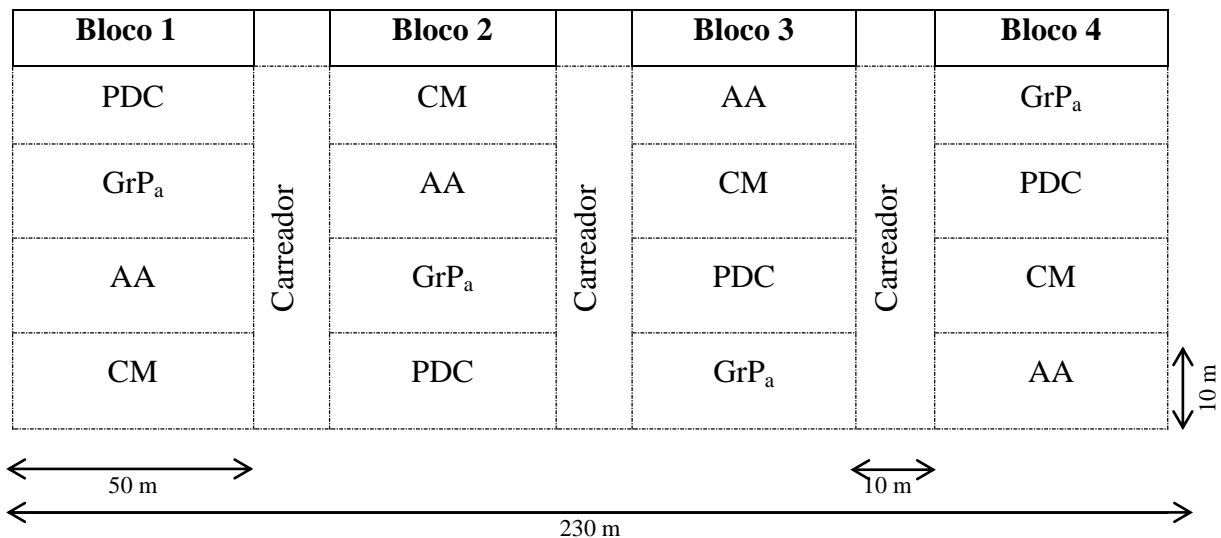 Bloco 1 Bloco 2 Bloco 3 Bloco 4
PDC CM AA GrPₐ
GrPₐ AA CM PDC
AA GrPₐ PDC CM
CM PDC GrPₐ AA
Carreador
Carreador
Carreador
10 m
50 m 10 m
230 m